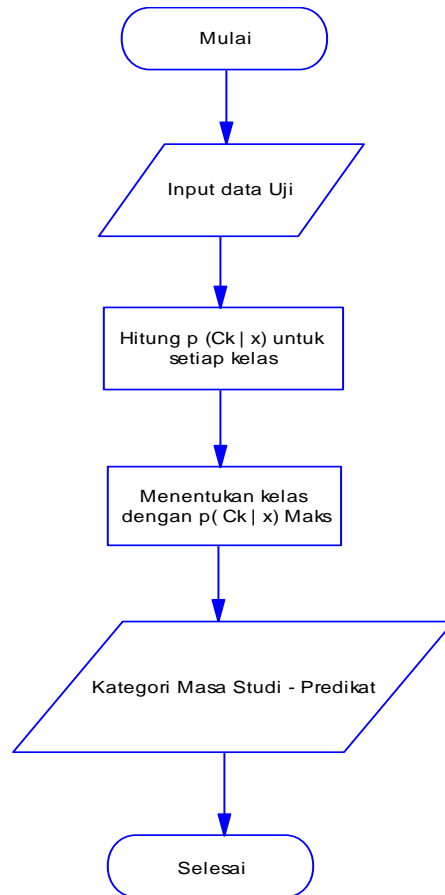 Mulai
Input data Uji
Hitung p (Ck | x) untuk
setiap kelas
Menentukan kelas
dengan p( Ck | x) Maks
Kategori Masa Studi - Predikat
Selesai